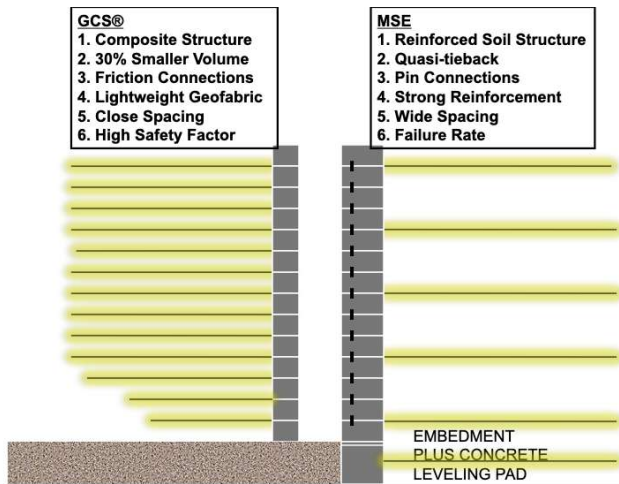 GCS®
1. Composite Structure
2. 30% Smaller Volume
3. Friction Connections
4. Lightweight Geofabric
5. Close Spacing
6. High Safety Factor
MSE
1. Reinforced Soil Structure
2. Quasi-tieback
3. Pin Connections
4. Strong Reinforcement
5. Wide Spacing
6. Failure Rate
EMBEDMENT
PLUS CONCRETE
LEVELING PAD